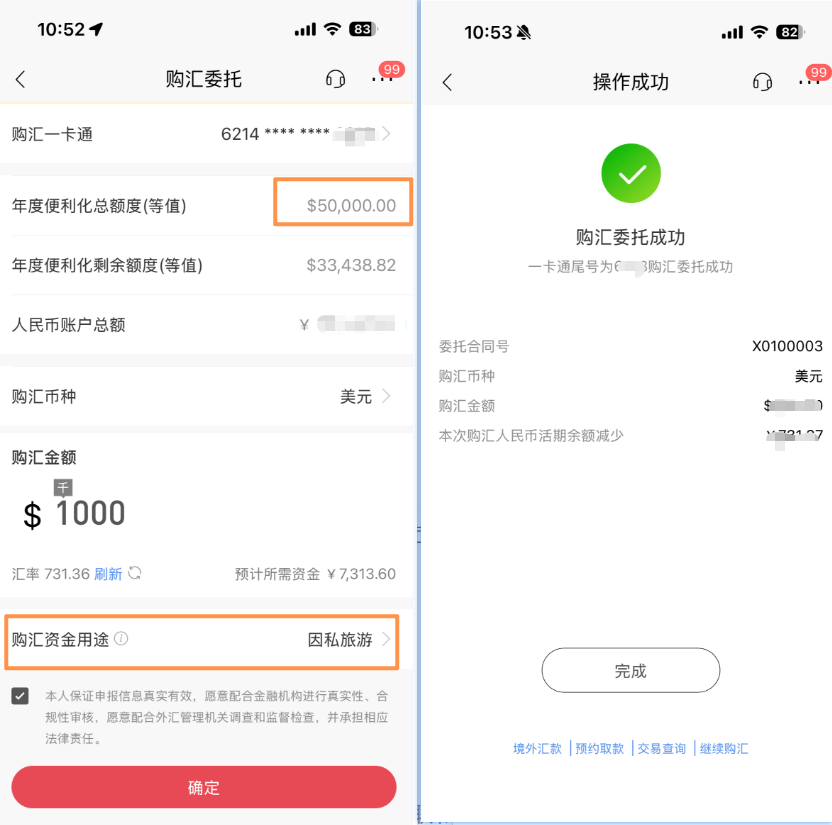 10:52
83
购汇委托
99
购汇一卡通
6214 **** ****
年度便利化总额度(等值)
$50,000.00
年度便利化剩余额度(等值)
$33,438.82
人民币账户总额
¥
购汇币种
美元
购汇金额
千
$ 1000
汇率 731.36 刷新
预计所需资金 ¥7,313.60
购汇资金用途
因私旅游
本人保证申报信息真实有效，愿意配合金融机构进行真实性、合
规性审核，愿意配合外汇管理机关调查和监督检查，并承担相应
法律责任。
确定
10:53
82
操作成功
99
购汇委托成功
一卡通尾号为购汇委托成功
委托合同号
X0100003
购汇币种
美元
购汇金额
$
本次购汇人民币活期余额减少
完成
境外汇款
预约取款
交易查询
继续购汇